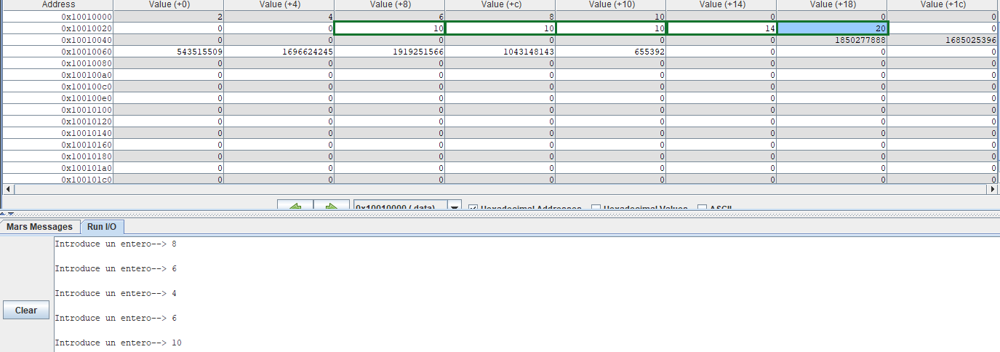 Address Value (+0) Value (+4) Value (+8) Value (+c) Value (+10) Value (+14) Value (+18) Value (+1c)
0x10010000 2 4 6 8 10 0 0 0
0x10010020 0 0 10 10 10 14 20 0
0x10010040 0 0 0 0 0 0 1850277888 1685025396
0x10010060 543515509 1696624245 1919251566 1043148143 655392 0 0 0
0x10010080 0 0 0 0 0 0 0 0
0x100100a0 0 0 0 0 0 0 0 0
0x100100c0 0 0 0 0 0 0 0 0
0x100100e0 0 0 0 0 0 0 0 0
0x10010100 0 0 0 0 0 0 0 0
0x10010120 0 0 0 0 0 0 0 0
0x10010140 0 0 0 0 0 0 0 0
0x10010160 0 0 0 0 0 0 0 0
0x10010180 0 0 0 0 0 0 0 0
0x100101a0 0 0 0 0 0 0 0 0
0x100101c0 0 0 0 0 0 0 0 0
0x10010000 (.data) Hexadecimal Addresses Hexadecimal Values ASCII
Mars Messages Run I/O
Introduce un entero--> 8
Introduce un entero--> 6
Introduce un entero--> 4
Clear
Introduce un entero--> 6
Introduce un entero--> 10